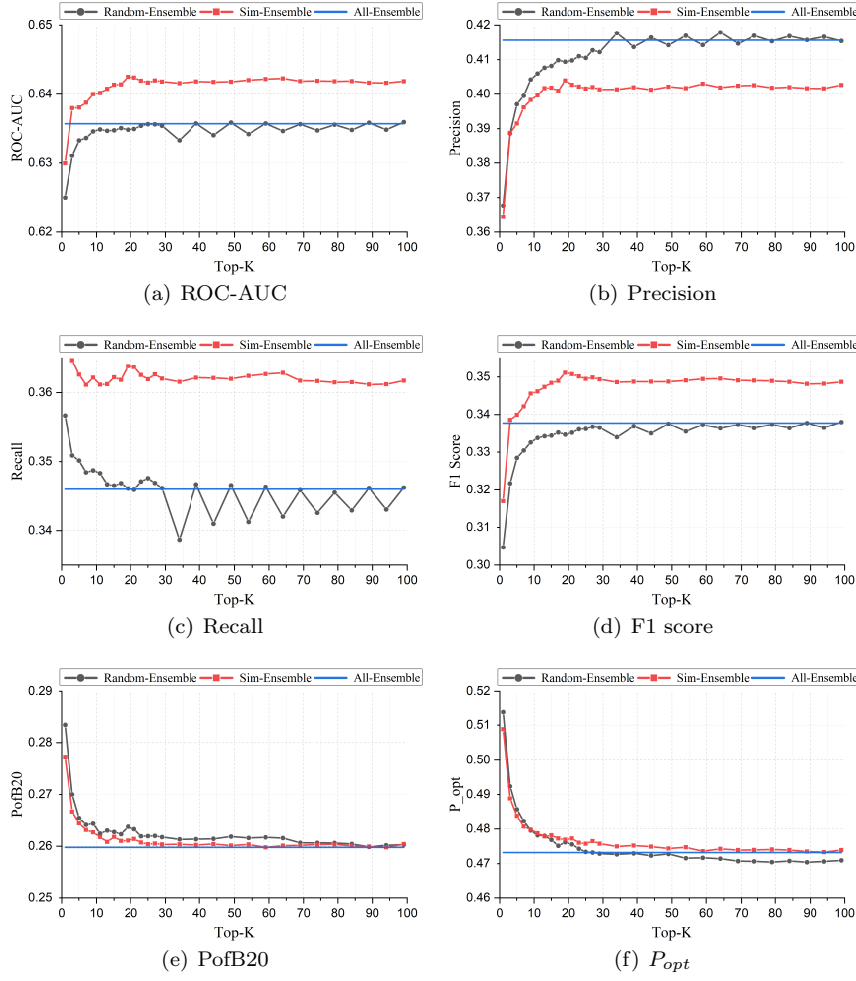 Random-Ensemble Sim-Ensemble All-Ensemble
0.65
0.64
0.63
0.62
ROC-AUC
0 10 20 30 40 50 60 70 80 90 100
Top-K
(a) ROC-AUC
Random-Ensemble Sim-Ensemble All-Ensemble
0.42
0.41
0.40
0.39
0.38
0.37
0.36
Precision
0 10 20 30 40 50 60 70 80 90 100
Top-K
(b) Precision
Random-Ensemble Sim-Ensemble All-Ensemble
0.36
0.35
0.34
Recall
0 10 20 30 40 50 60 70 80 90 100
Top-K
(c) Recall
Random-Ensemble Sim-Ensemble All-Ensemble
0.35
0.34
0.33
0.32
0.31
0.30
F1 Score
0 10 20 30 40 50 60 70 80 90 100
Top-K
(d) F1 score
Random-Ensemble Sim-Ensemble All-Ensemble
0.29
0.28
0.27
0.26
0.25
PofB20
0 10 20 30 40 50 60 70 80 90 100
Top-K
(e) PofB20
Random-Ensemble Sim-Ensemble All-Ensemble
0.52
0.51
0.50
0.49
0.48
0.47
0.46
P_opt
0 10 20 30 40 50 60 70 80 90 100
Top-K
(f) P_opt